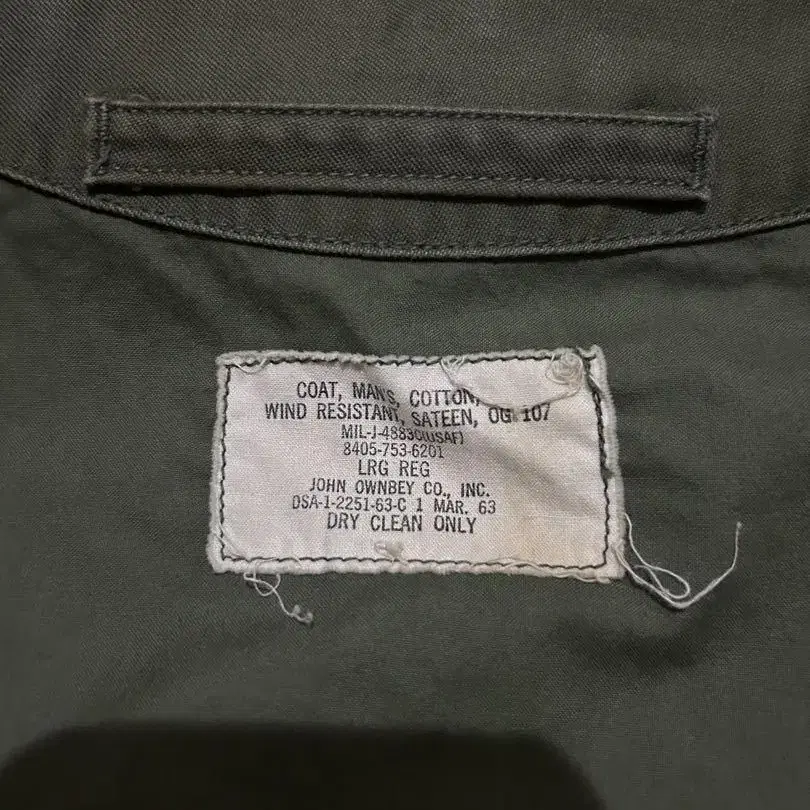 COAT, MAN'S, COTTON,
WIND RESISTANT, SATEEN, OG 107
MIL-J-4883C(USAF)
8405-753-6201
LRG REG
JOHN OWNBEY CO., INC.
DSA-1-2251-63-C 1 MAR. 63
DRY CLEAN ONLY